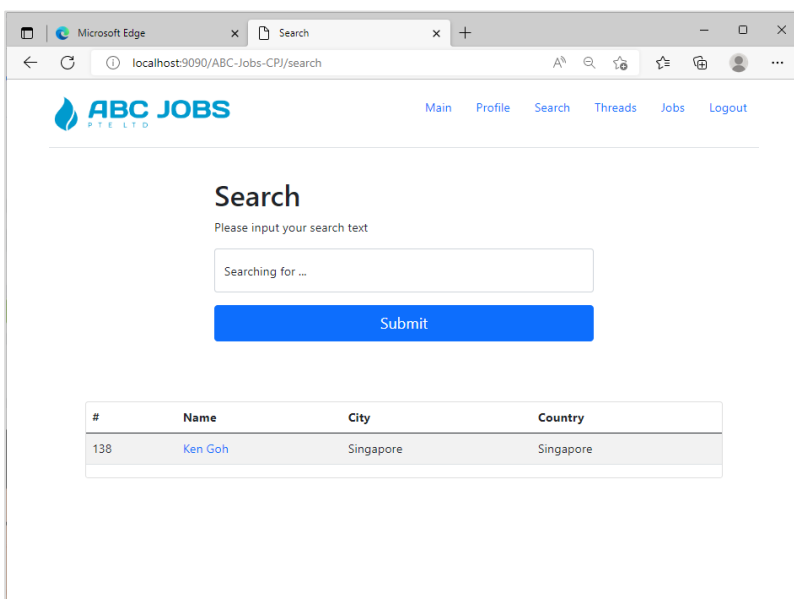 Microsoft Edge
Search
localhost:9090/ABC-Jobs-CPJ/search
ABC JOBS
PTE LTD
Main Profile Search Threads Jobs Logout
Search
Please input your search text
Searching for ...
Submit
# Name City Country
138 Ken Goh Singapore Singapore